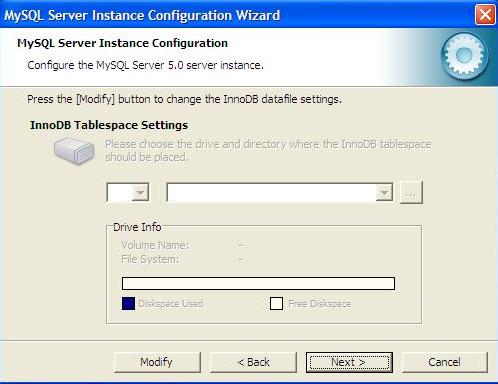 MySQL Server Instance Configuration Wizard
MySQL Server Instance Configuration
Configure the MySQL Server 5.0 server instance.
Press the [Modify] button to change the InnoDB datafile settings.
InnoDB Tablespace Settings
Please choose the drive and directory where the InnoDB tablespace
should be placed.
...
Drive Info
Volume Name: -
File System: -
Diskspace Used Free Diskspace
Modify < Back Next > Cancel